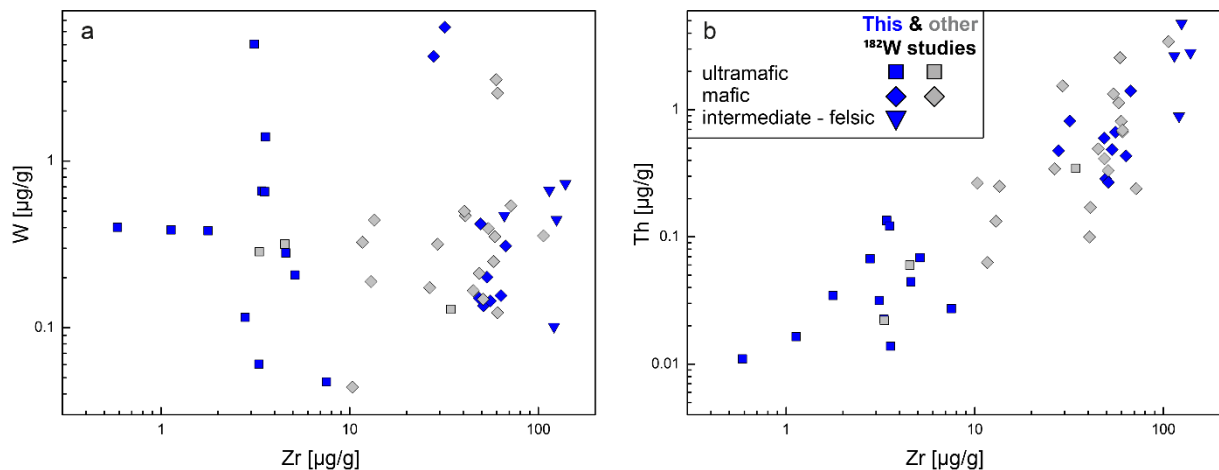 a
W [µg/g]
1
0.1
1
10
100
Zr [µg/g]
b
This & other
¹⁸²W studies
ultramafic
mafic
intermediate - felsic
Th [µg/g]
1
0.1
0.01
1
10
100
Zr [µg/g]